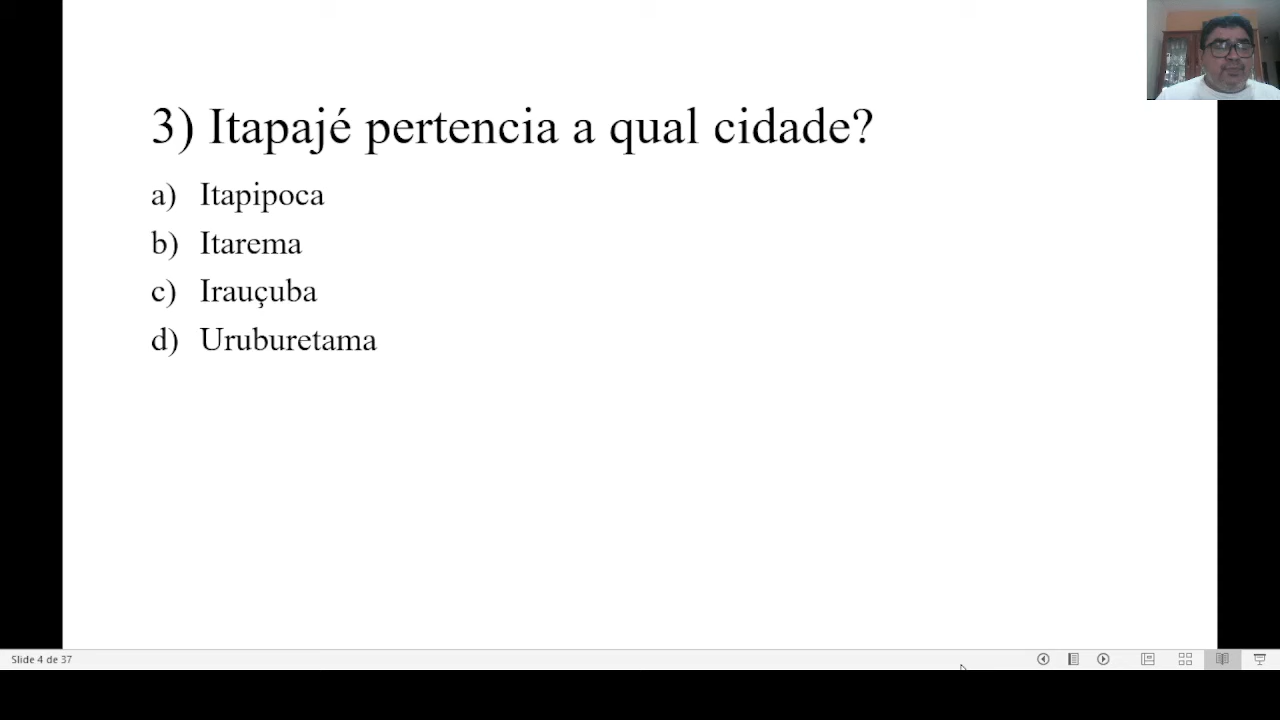 3) Itapajé pertencia a qual cidade?
a) Itapipoca
b) Itarema
c) Irauçuba
d) Uruburetama
Slide 4 de 37